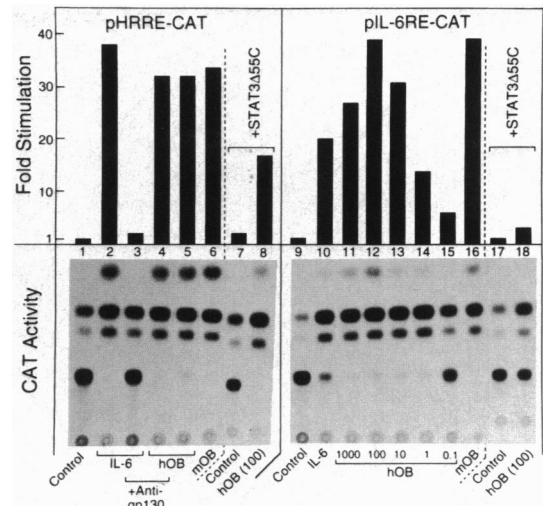 pHRRE-CAT
pIL-6RE-CAT
Fold Stimulation
40
30
20
10
1
+STAT3Δ55C
+STAT3Δ55C
1 2 3 4 5 6 7 8 9 10 11 12 13 14 15 16 17 18
CAT Activity
Control
IL-6
hOB
mOB
Control
hOB (100)
+Anti-
gp130
Control
IL-6
1000 100 10 1 0.1
hOB
mOB
Control
hOB (100)